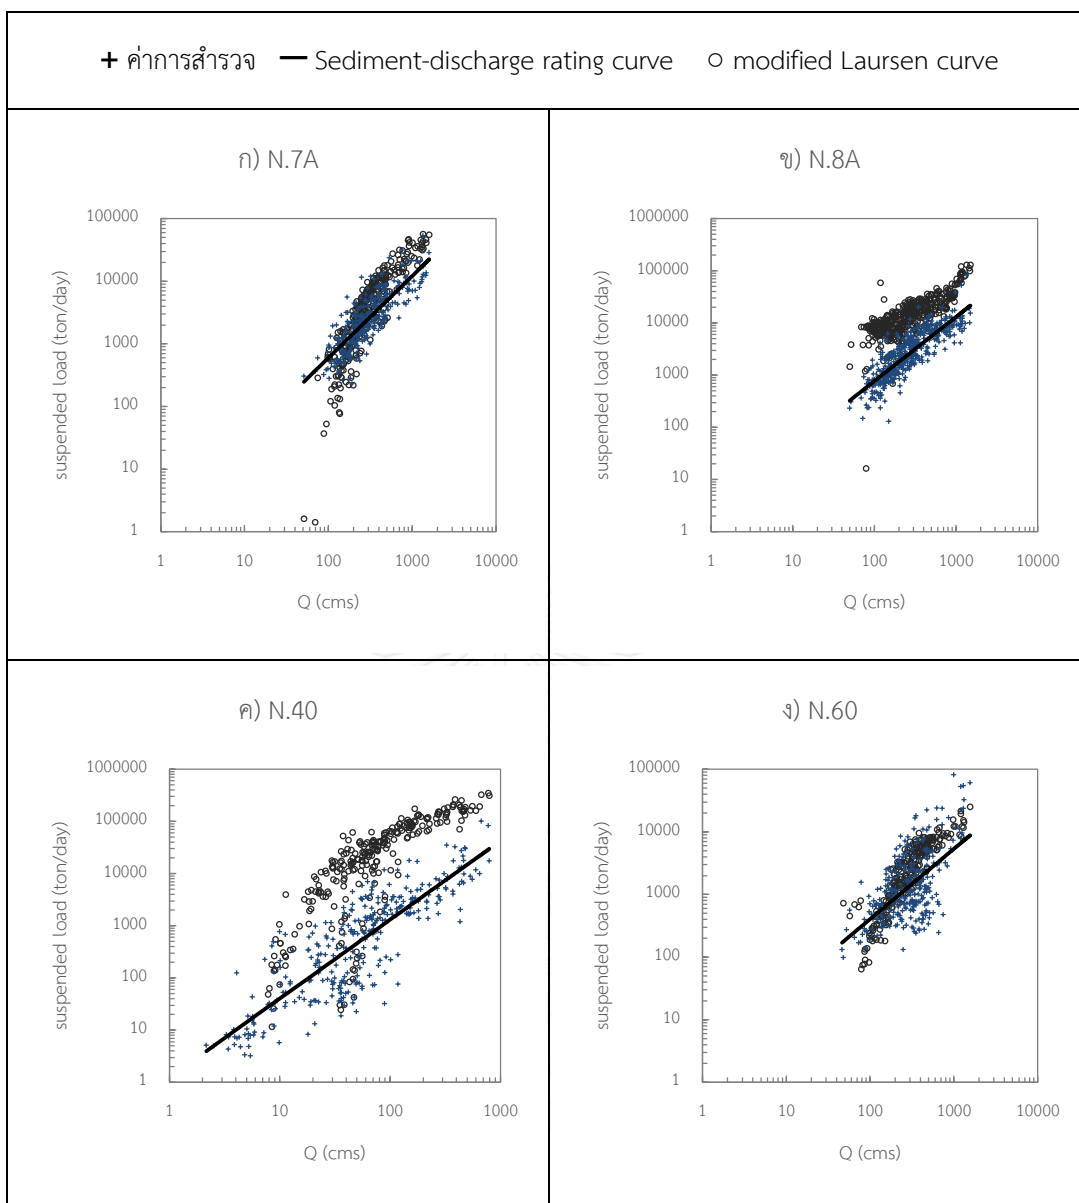 + ค่าการสำรวจ — Sediment-discharge rating curve ○ modified Laursen curve
ก) N.7A
100000
10000
1000
100
10
1
suspended load (ton/day)
1 10 100 1000 10000
Q (cms)
ข) N.8A
1000000
100000
10000
1000
100
10
1
suspended load (ton/day)
1 10 100 1000 10000
Q (cms)
ค) N.40
1000000
100000
10000
1000
100
10
1
suspended load (ton/day)
1 10 100 1000
Q (cms)
ง) N.60
100000
10000
1000
100
10
1
suspended load (ton/day)
1 10 100 1000 10000
Q (cms)